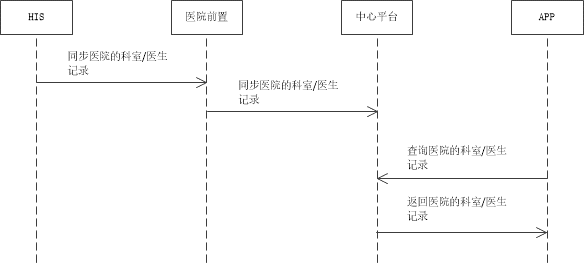 HIS
医院前置
中心平台
APP
同步医院的科室/医生
记录
同步医院的科室/医生
记录
查询医院的科室/医生
记录
返回医院的科室/医生
记录